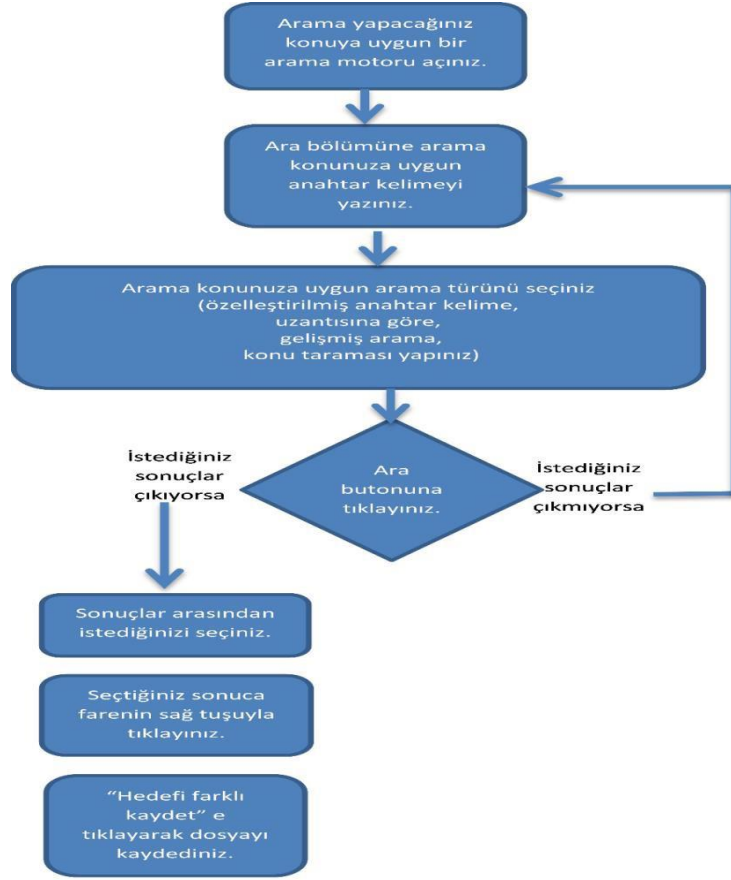 Arama yapacağınız
konuya uygun bir
arama motoru açınız.
Ara bölümüne arama
konunuza uygun
anahtar kelimeyi
yazınız.
Arama konunuza uygun arama türünü seçiniz
(özelleştirilmiş anahtar kelime,
uzantısına göre,
gelişmiş arama,
konu taraması yapınız)
İstediğiniz
sonuçlar
çıkıyorsa
Ara
butonuna
tıklayınız.
İstediğiniz
sonuçlar
çıkmıyorsa
Sonuçlar arasından
istediğinizi seçiniz.
Seçtiğiniz sonuca
farenin sağ tuşuyla
tıklayınız.
“Hedefi farklı
kaydet” e
tıklayarak dosyayı
kaydediniz.